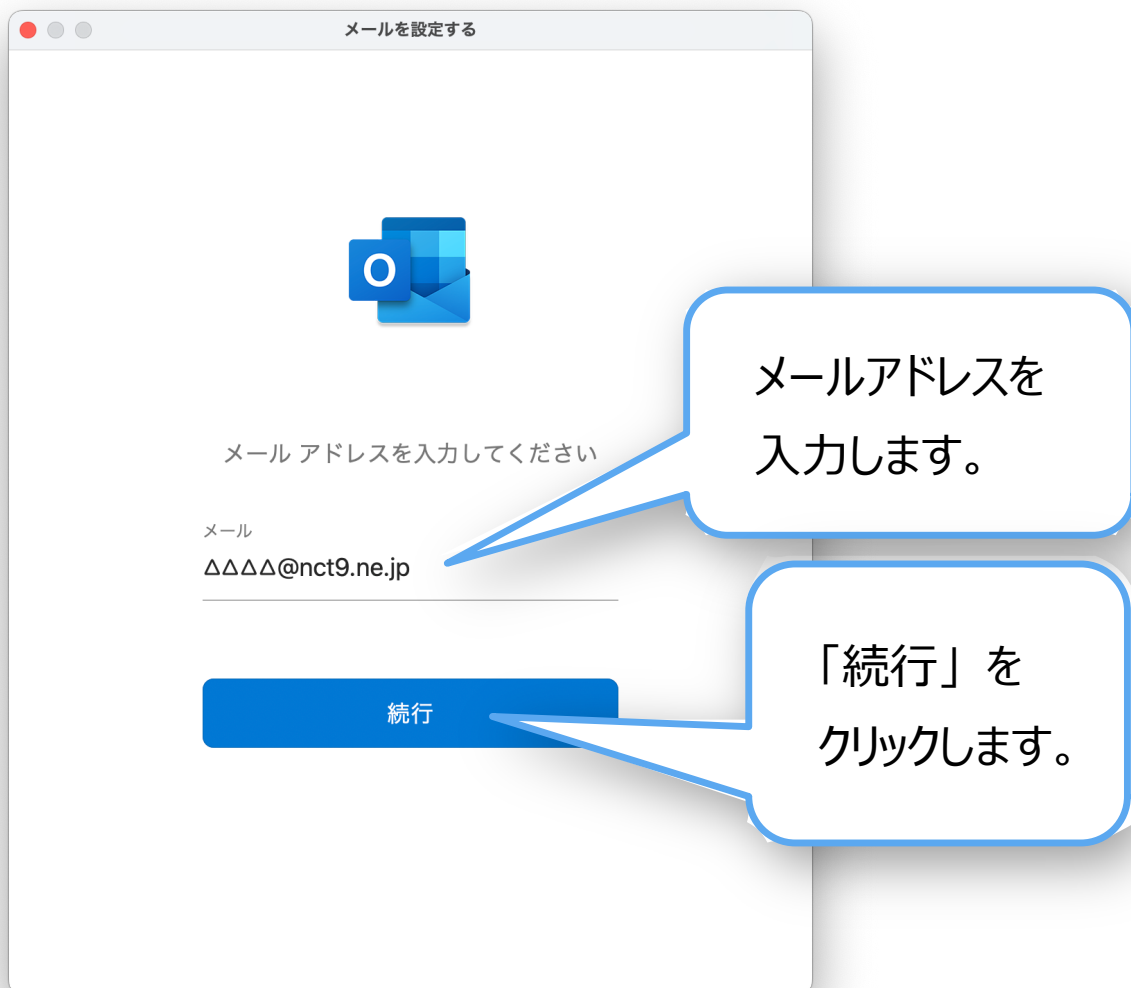 メールを設定する
O
メール アドレスを入力してください
メール
△△△△@nct9.ne.jp
続行
メールアドレスを
入力します。
「続行」を
クリックします。